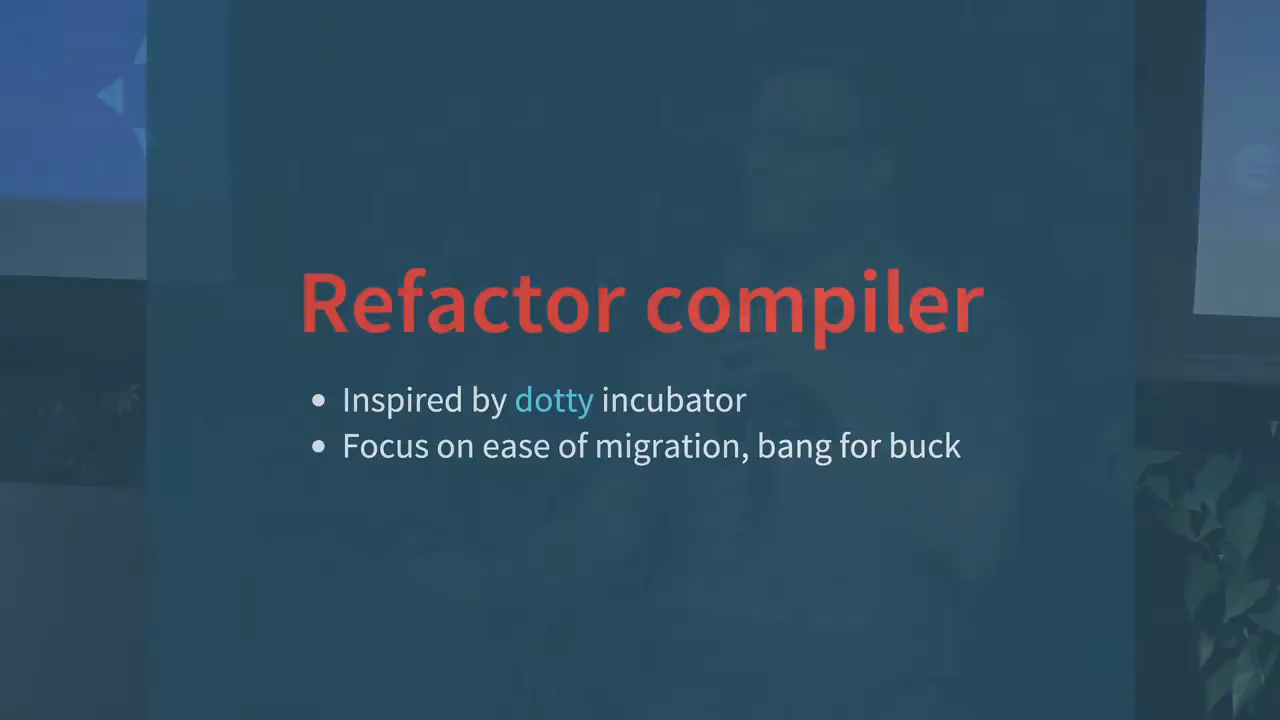 Refactor compiler
• Inspired by dotty incubator
• Focus on ease of migration, bang for buck